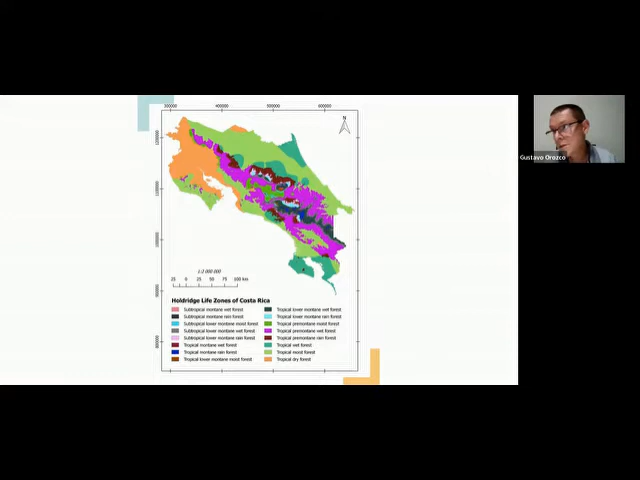 300000 400000 500000 600000
N
Gustavo Orozco
1:2 000 000
25 0 25 50 75 100 km
Holdridge Life Zones of Costa Rica
Subtropical montane wet forest
Subtropical montane rain forest
Subtropical lower montane moist forest
Subtropical lower montane wet forest
Subtropical lower montane rain forest
Tropical montane wet forest
Tropical montane rain forest
Tropical lower montane moist forest
Tropical lower montane wet forest
Tropical lower montane rain forest
Tropical premontane moist forest
Tropical premontane wet forest
Tropical premontane rain forest
Tropical wet forest
Tropical moist forest
Tropical dry forest